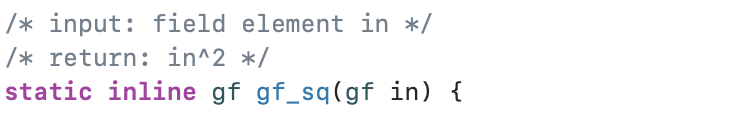 /* input: field element in */
/* return: in^2 */
static inline gf gf_sq(gf in) {